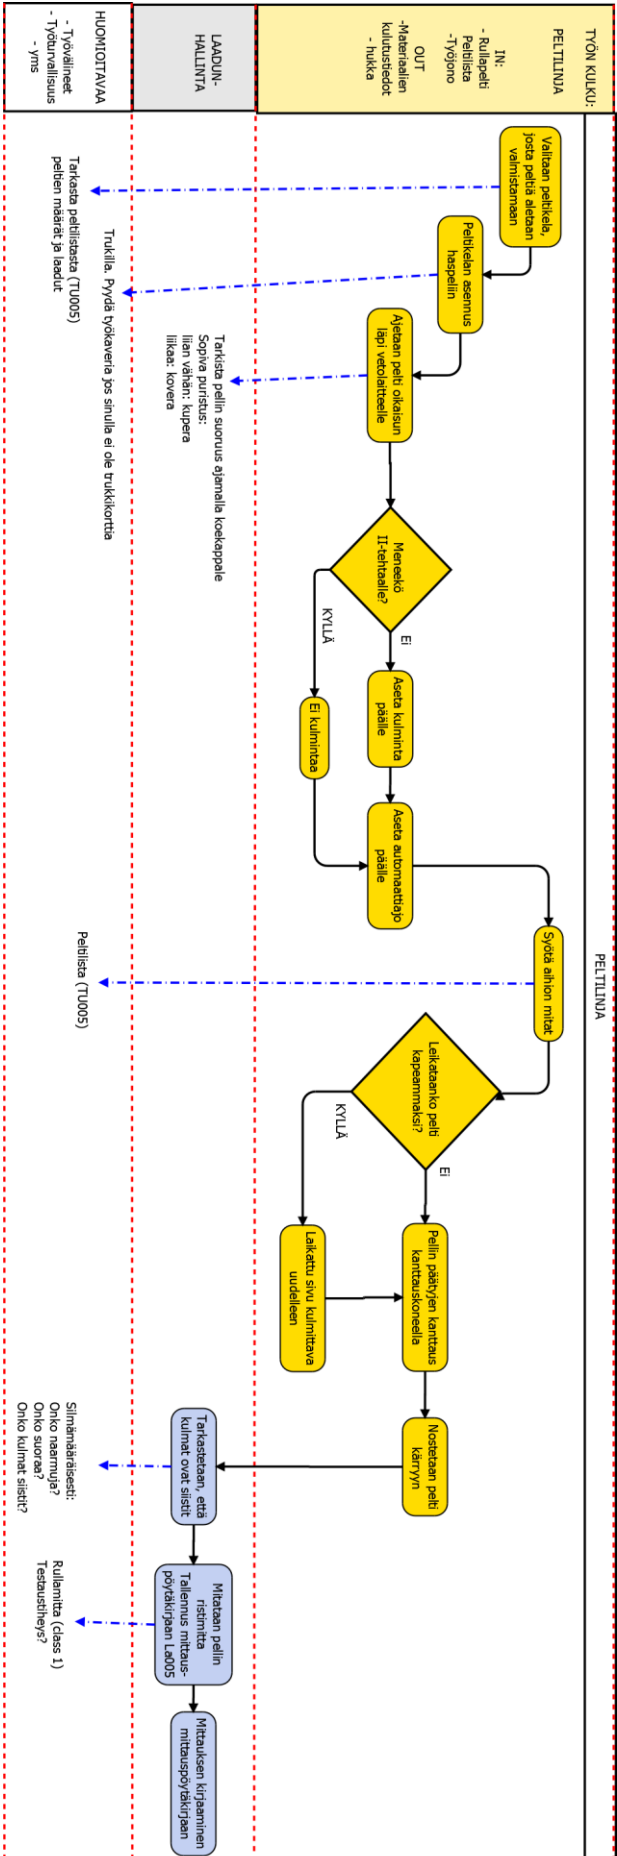 TYÖN KULKU:
PELTILINJA
PELTILINJA
IN:
- Rullapelti
Peltilista
-Työjono
OUT
-Materiaalien
kulutustiedot
- hukka
LAADUN-
HALLINTA
HUOMIOITAVAA
- Työvälineet
- Työturvallisuus
- yms
Valitaan peltikela,
josta peltiä aletaan
valmistamaan
Tarkasta peltilistasta (TU005)
peltien määrät ja laadut
Peltikelan asennus
haspeliin
Trukilla. Pyydä työkaveria jos sinulla ei ole trukkikorttia
Ajetaan pelti oikaisun
läpi vetolaitteelle
Tarkista pellin suoruus ajamalla koekappale
Sopiva puristus:
liian vähän: kupera
liikaa: kovera
Meneekö
II-tehtaalle?
Ei
KYLLÄ
Aseta kulminta
päälle
Ei kulmintaa
Aseta automaattiajo
päälle
Syötä aihion mitat
Peltilista (TU005)
Leikataanko pelti
kapeammaksi?
Ei
KYLLÄ
Pellin päätyjen kanttaus
kanttauskoneella
Laikattu sivu kulmittava
uudelleen
Nostetaan pelti
kärryyn
Tarkastetaan, että
kulmat ovat siistit
Silmämääräisesti:
Onko naarmuja?
Onko suoraa?
Onko kulmat siistit?
Mitataan pellin
ristimitta
Tallennus mittaus-
pöytäkirjaan La005
Rullamitta (class 1)
Testaustiheys?
Mittauksen kirjaaminen
mittauspöytäkirjaan